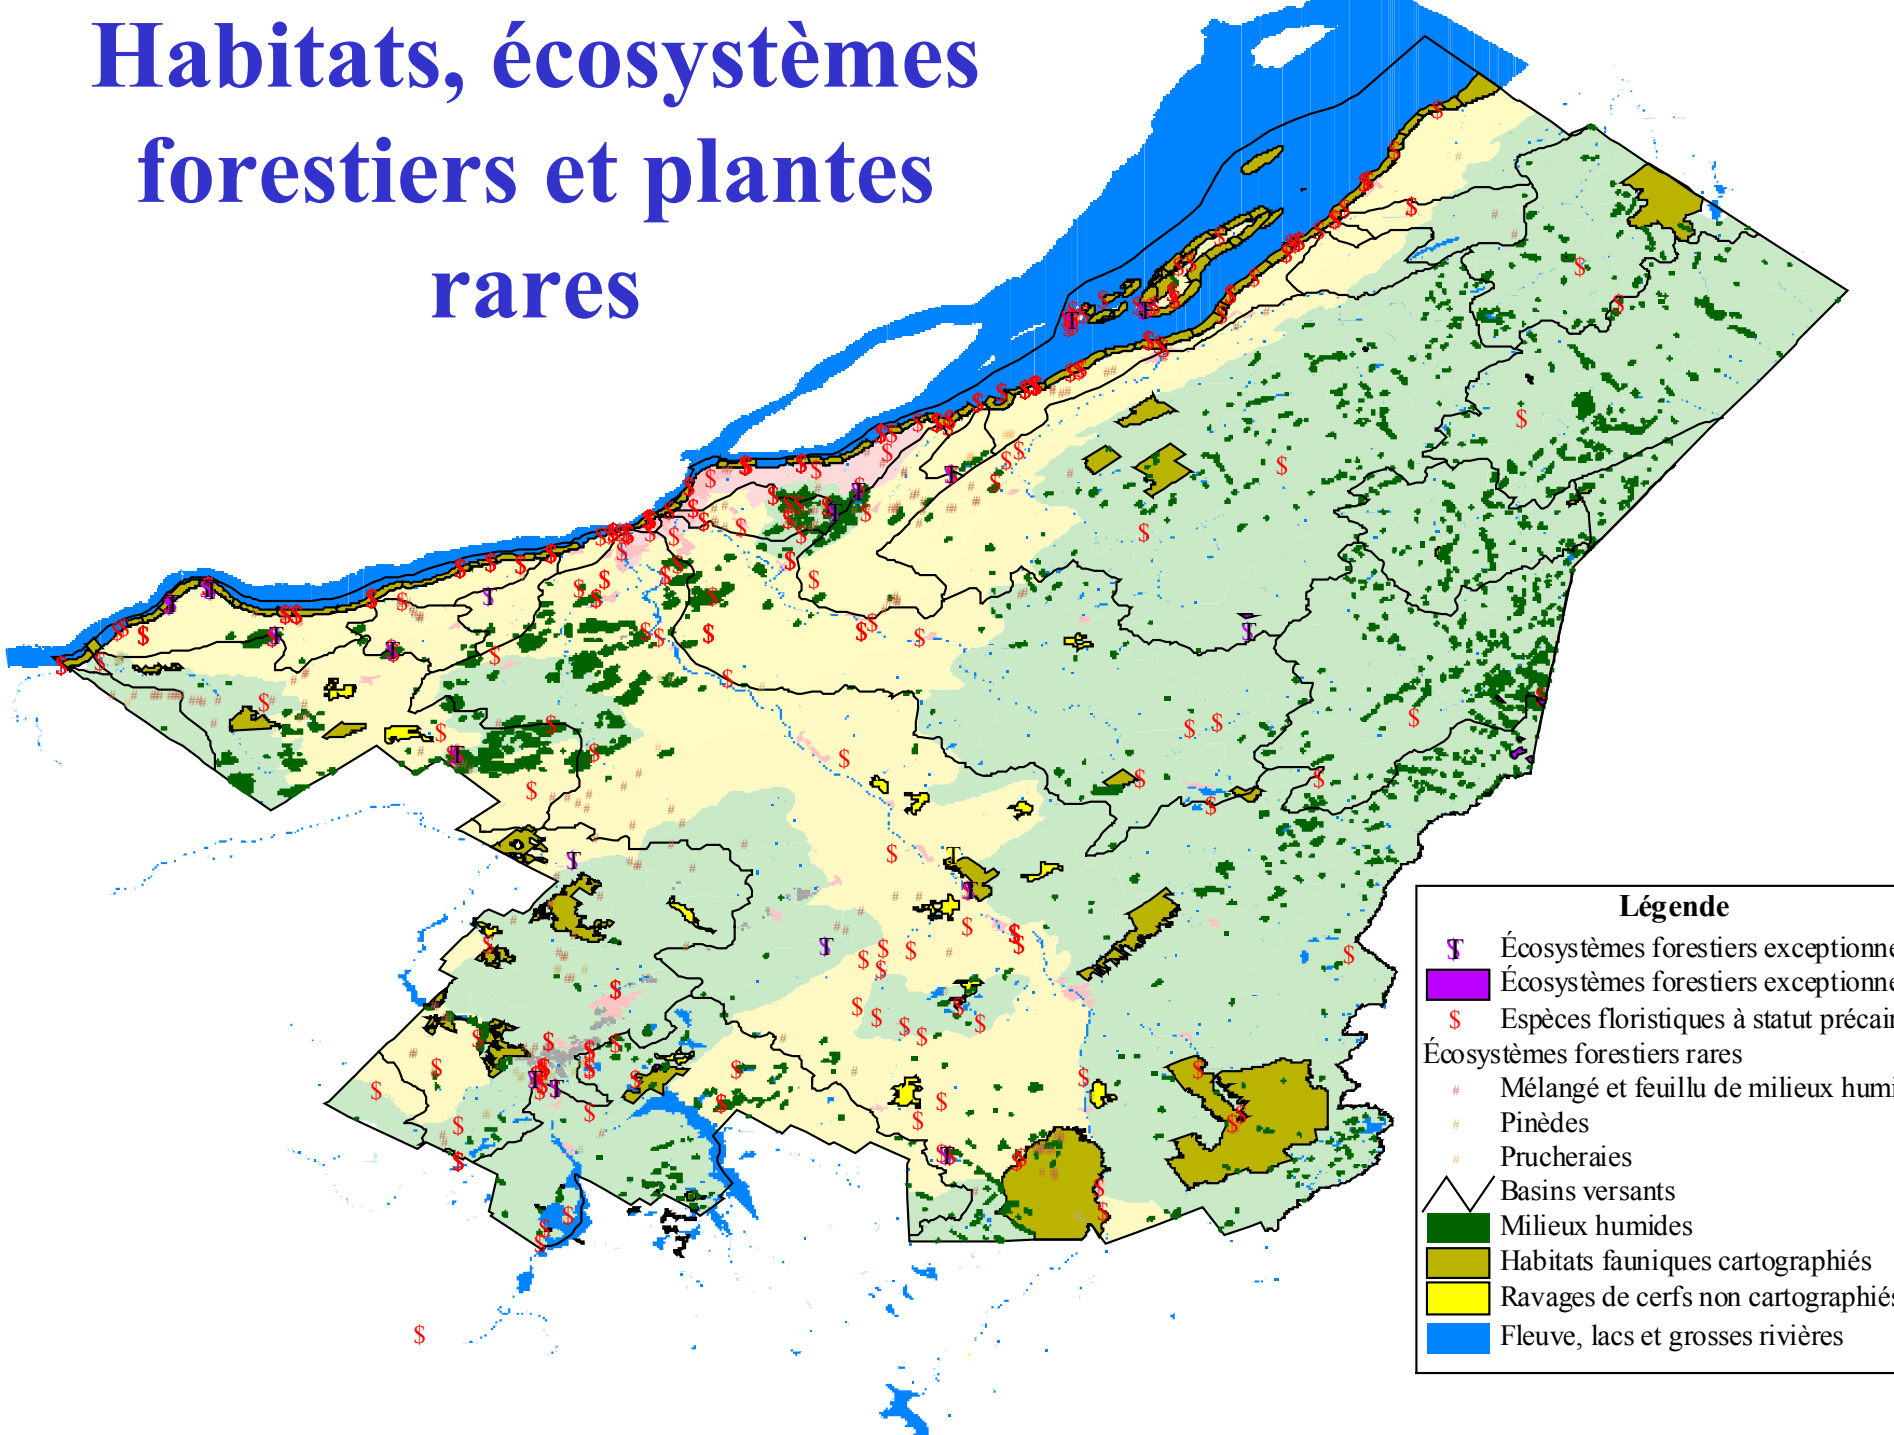 Habitats, écosystèmes
forestiers et plantes
rares
Légende
Écosystèmes forestiers exceptionne
Écosystèmes forestiers exceptionne
$ Espèces floristiques à statut précair
Écosystèmes forestiers rares
# Mélangé et feuillu de milieux humi
# Pinèdes
# Prucheraies
Basins versants
Milieux humides
Habitats fauniques cartographiés
Ravages de cerfs non cartographiés
Fleuve, lacs et grosses rivières